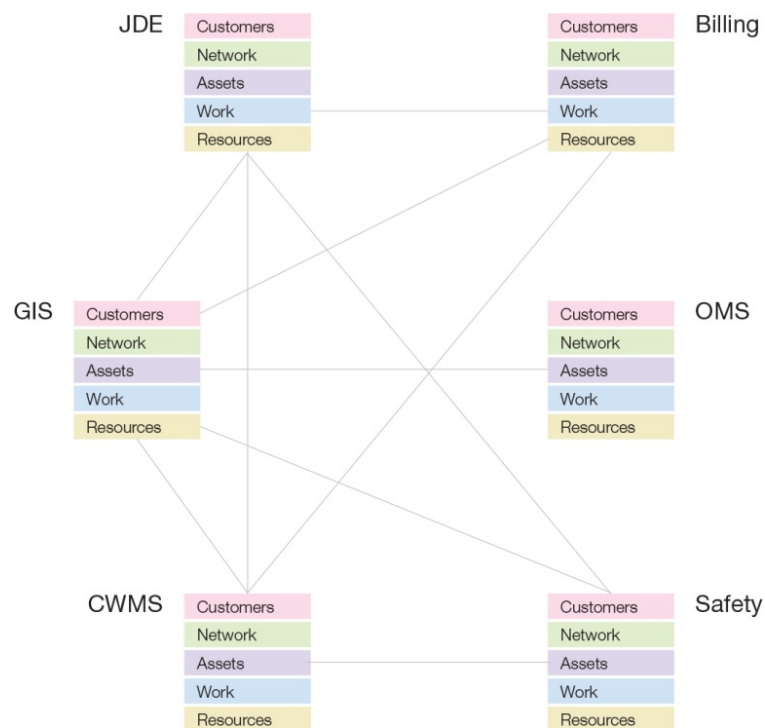 JDE
Customers
Network
Assets
Work
Resources
Billing
Customers
Network
Assets
Work
Resources
GIS
Customers
Network
Assets
Work
Resources
OMS
Customers
Network
Assets
Work
Resources
CWMS
Customers
Network
Assets
Work
Resources
Safety
Customers
Network
Assets
Work
Resources